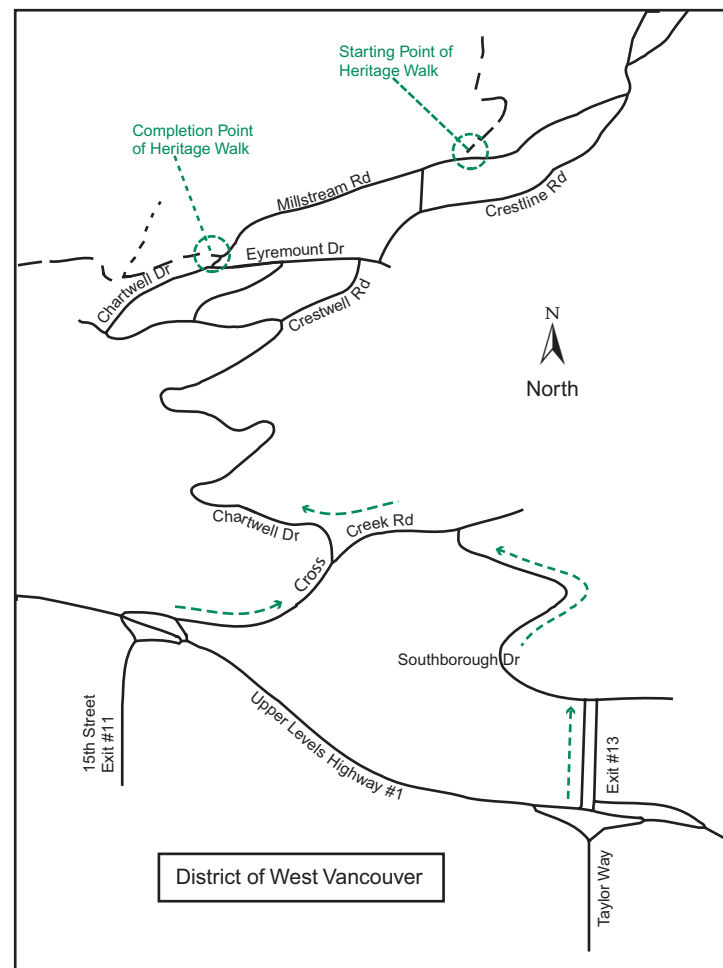 Starting Point of
Heritage Walk
Completion Point
of Heritage Walk
Millstream Rd
Crestline Rd
Eyremount Dr
Chartwell Dr
Crestwell Rd
N
North
Chartwell Dr
Creek Rd
Cross
Southborough Dr
15th Street
Exit #11
Upper Levels Highway #1
Exit #13
District of West Vancouver
Taylor Way